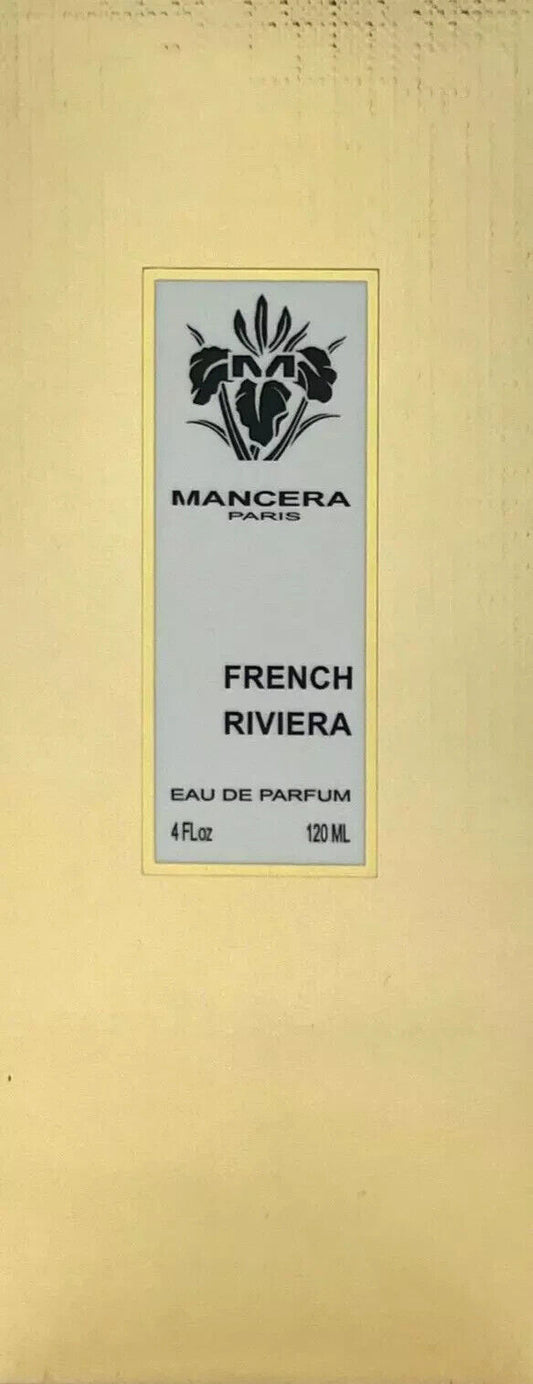 M
MANCERA
PARIS
FRENCH
RIVIERA
EAU DE PARFUM
4 FLoz 120 ML